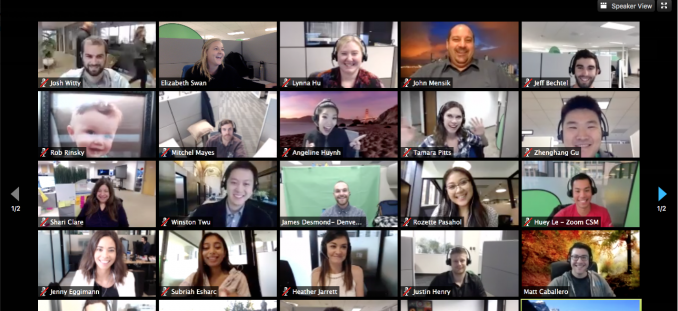 Speaker View
Josh Witty
Elizabeth Swan
Lynna Hu
John Mensik
Jeff Bechtel
Rob Rinsky
Mitchel Mayes
Angeline Huynh
Tamara Pitts
Zhenghang Gu
1/2
Shari Clare
Winston Twu
James Desmond- Denve...
Rozette Pasahol
Huey Le - Zoom CSM
1/2
Jenny Eggimann
Subriah Esharc
Heather Jarrett
Justin Henry
Matt Caballero